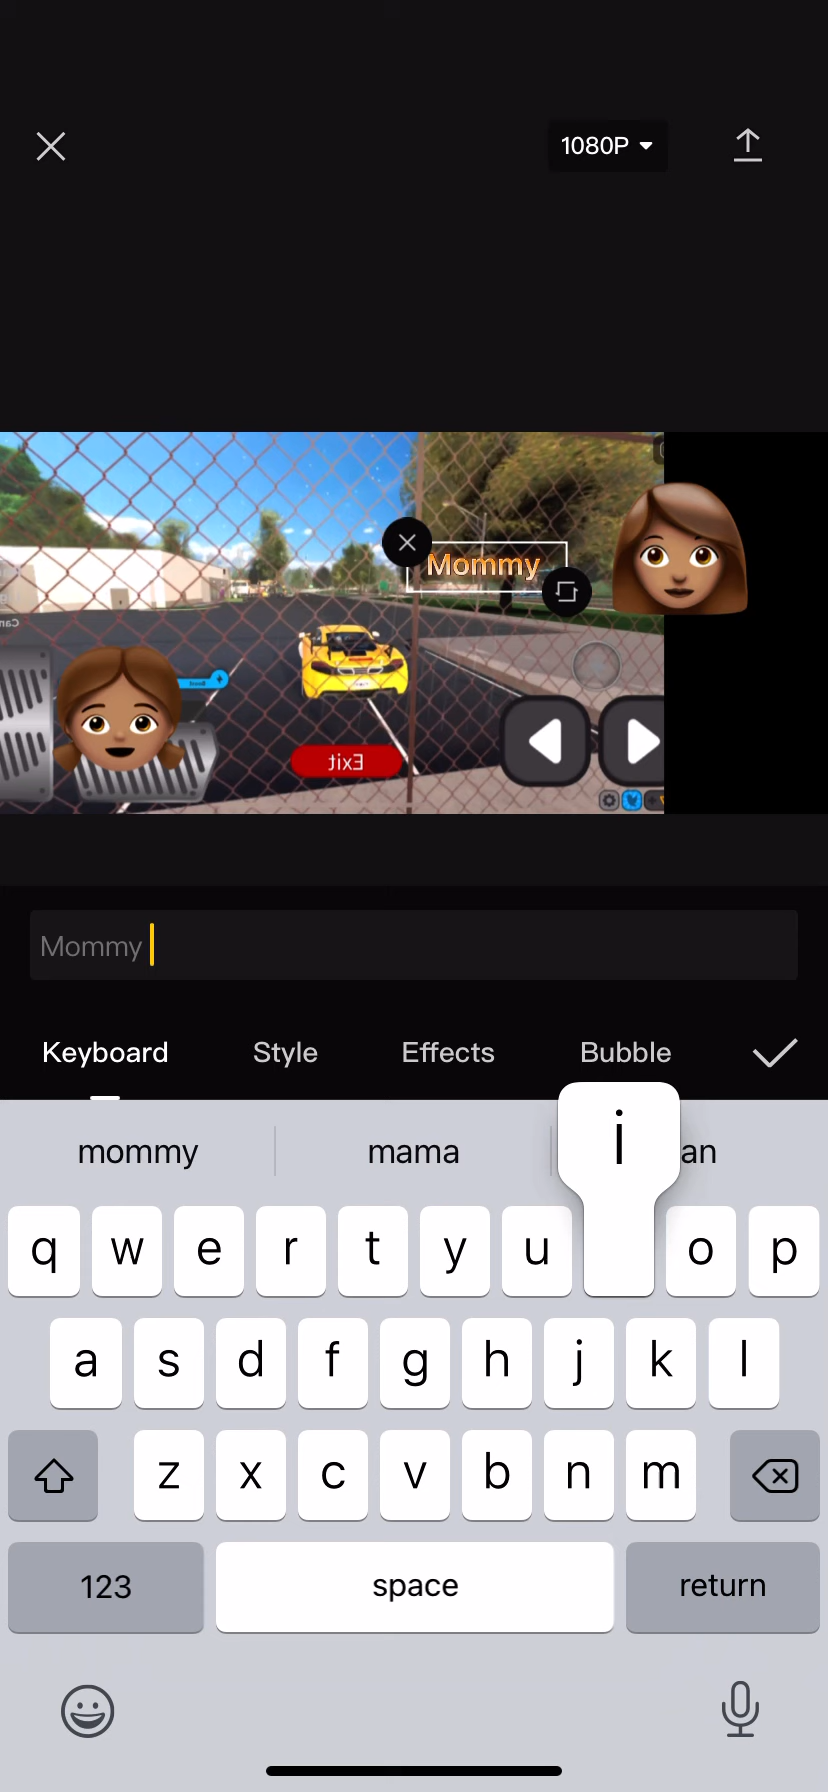 1080P
Mommy
Exit
Mommy
Keyboard Style Effects Bubble
mommy mama an
i
q w e r t y u o p
a s d f g h j k l
z x c v b n m
123 space return